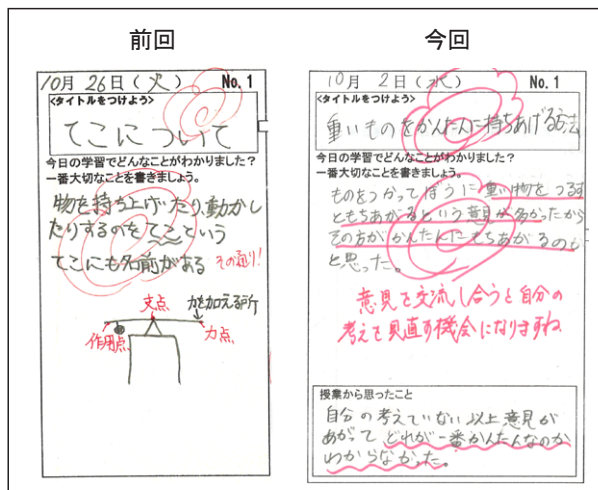 前回
今回
10月 26日(火) No.1
<タイトルをつけよう>
てこについて
今日の学習でどんなことがわかりました?
一番大切なことを書きましょう。
物を持ち上げたり、動かし
たりするのをてこという
てこにも名前がある
その通り!
支点
力を加える所
作用点
力点
10月 2日(水) No.1
<タイトルをつけよう>
重いものをかんたんに持ちあげる方法
今日の学習でどんなことがわかりました?
一番大切なことを書きましょう。
ものをつかってぼうに重い物をつるす
ともちあがるという意見が多かったから
その方がかんたんにもちあがるのも
と思った。
意見を交流し合うと自分の
考えを見直す機会になりますね
授業から思ったこと
自分の考えていない以上意見が
あがって どれが一番かんたんなのか
わからなかった。